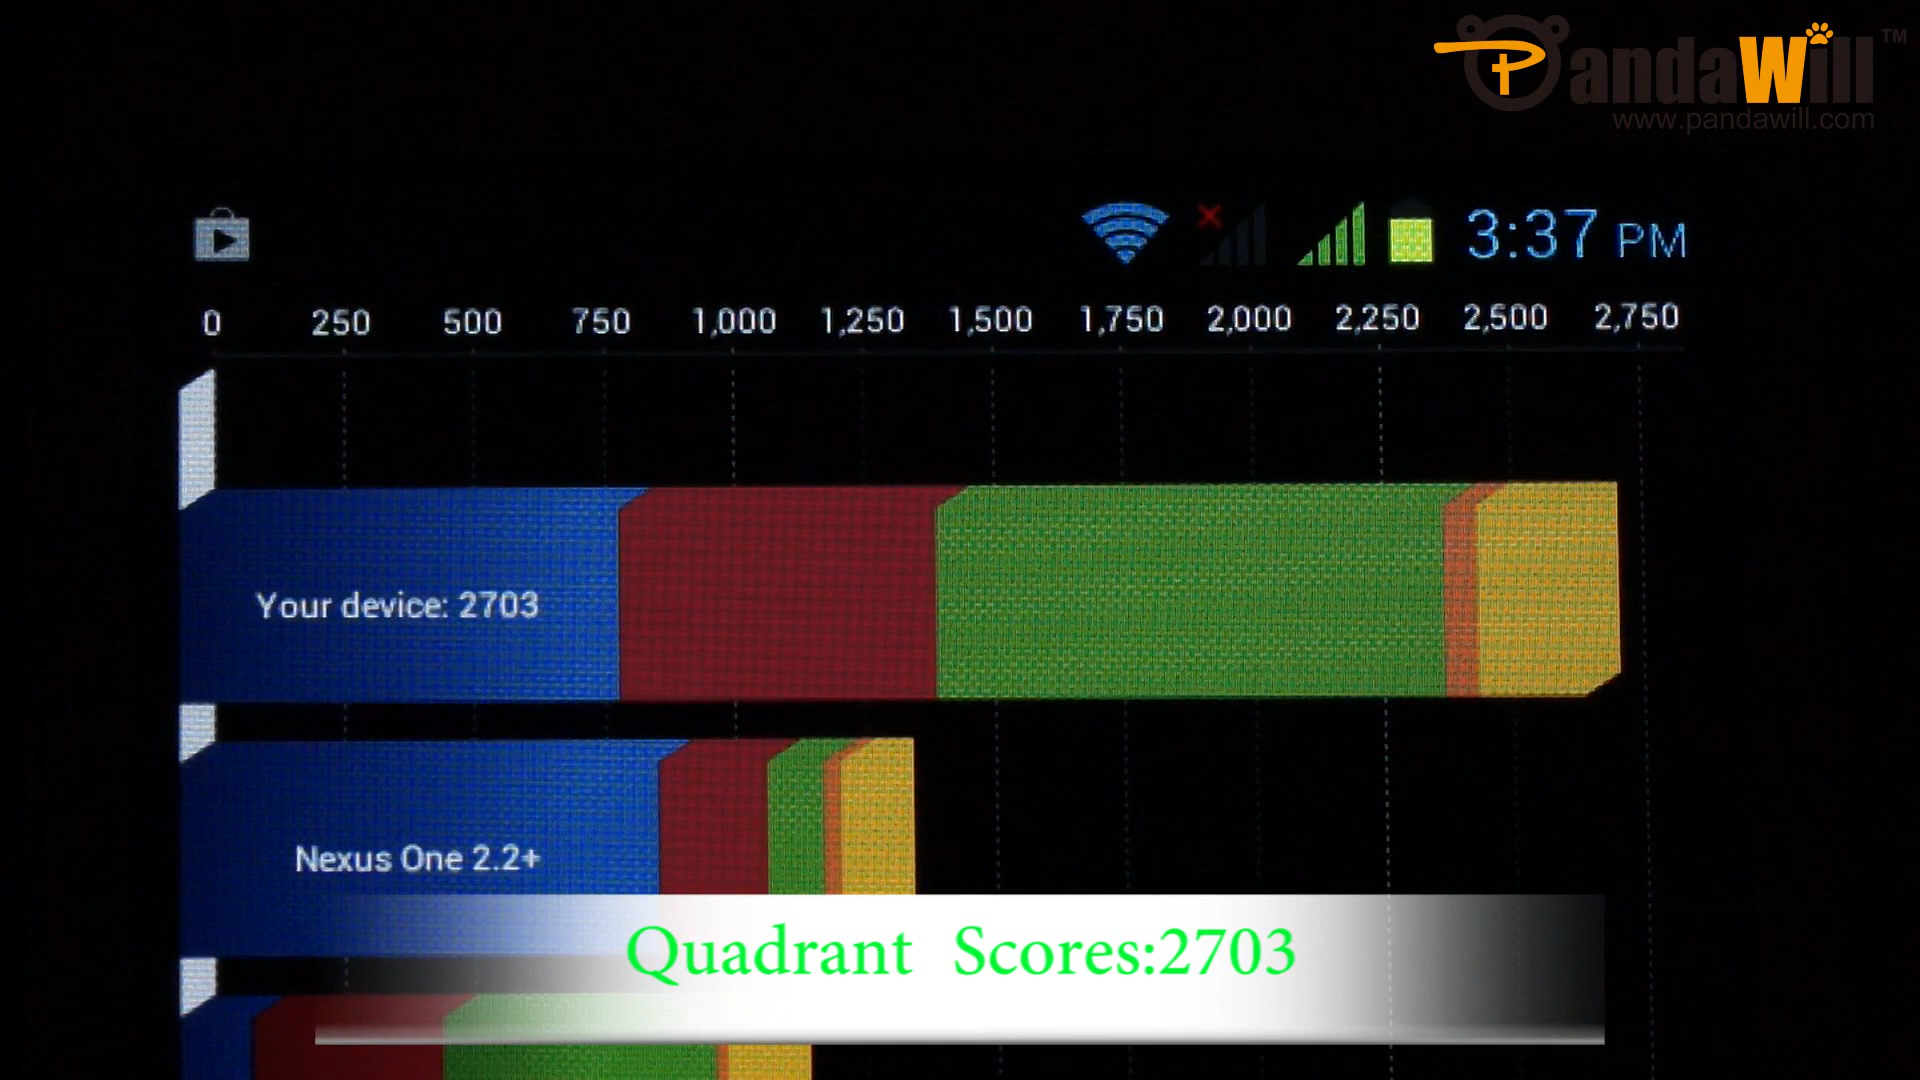 PandaWill™
www.pandawill.com
3:37 PM
0 250 500 750 1,000 1,250 1,500 1,750 2,000 2,250 2,500 2,750
Your device: 2703
Nexus One 2.2+
Quadrant Scores:2703